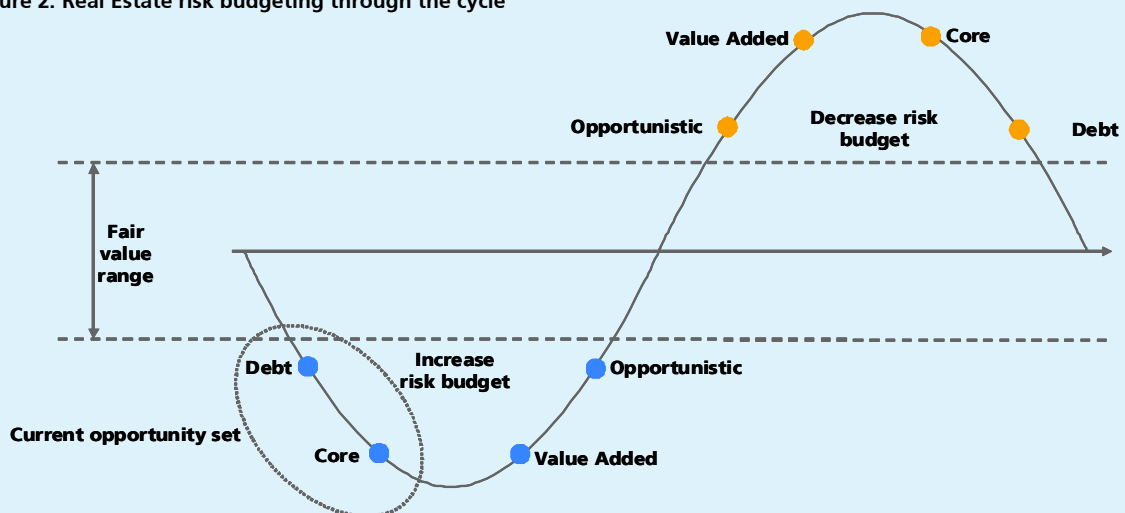 ure 2. Real Estate risk budgeting through the cycle
Value Added
Core
Opportunistic
Decrease risk
budget
Debt
Fair
value
range
Debt
Increase
risk budget
Opportunistic
Current opportunity set
Core
Value Added